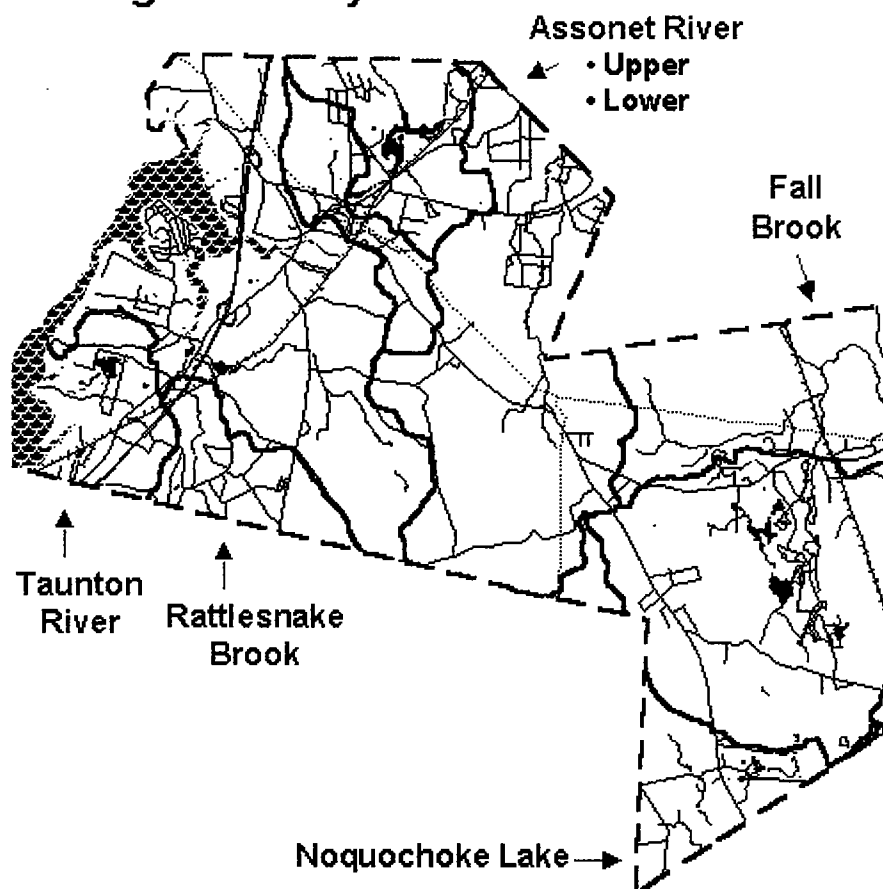 Assonet River
• Upper
• Lower
Fall
Brook
Taunton
River
Rattlesnake
Brook
Noquochoke Lake